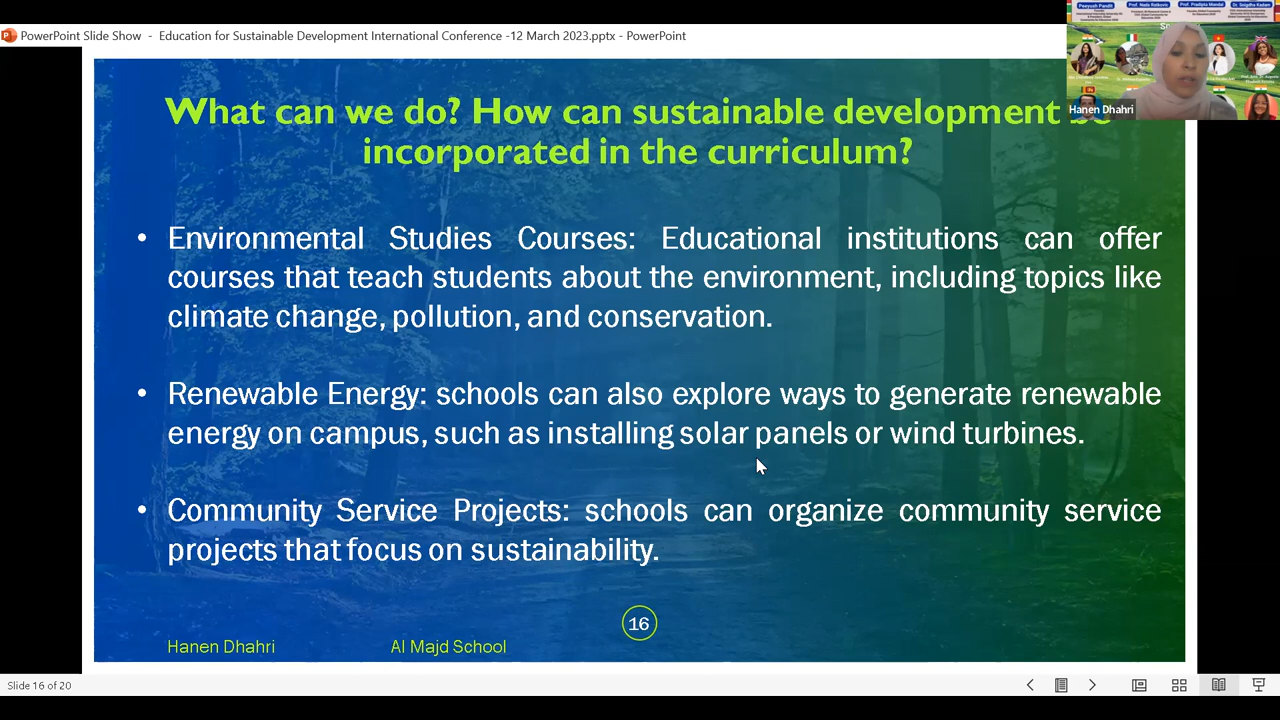 Peeyush Pandit
PowerPoint Slide Show - Education for Sustainable Development International Conference -12 March 2023.pptx - PowerPoint
Hanen Dhahri
What can we do? How can sustainable development be
incorporated in the curriculum?
• Environmental Studies Courses: Educational institutions can offer
courses that teach students about the environment, including topics like
climate change, pollution, and conservation.
• Renewable Energy: schools can also explore ways to generate renewable
energy on campus, such as installing solar panels or wind turbines.
• Community Service Projects: schools can organize community service
projects that focus on sustainability.
16
Hanen Dhahri Al Majd School
Slide 16 of 20